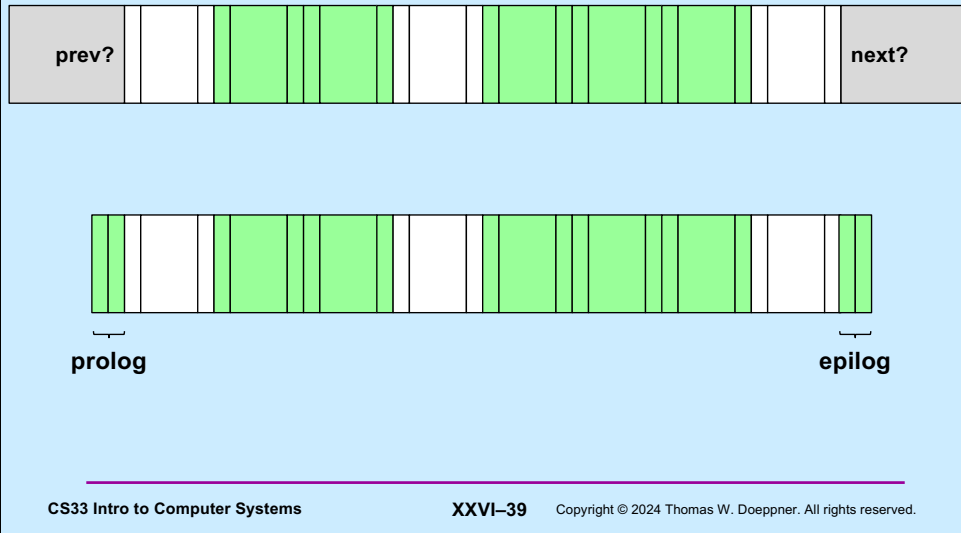 prev? next?
prolog epilog
CS33 Intro to Computer Systems XXVI–39 Copyright © 2024 Thomas W. Doeppner. All rights reserved.